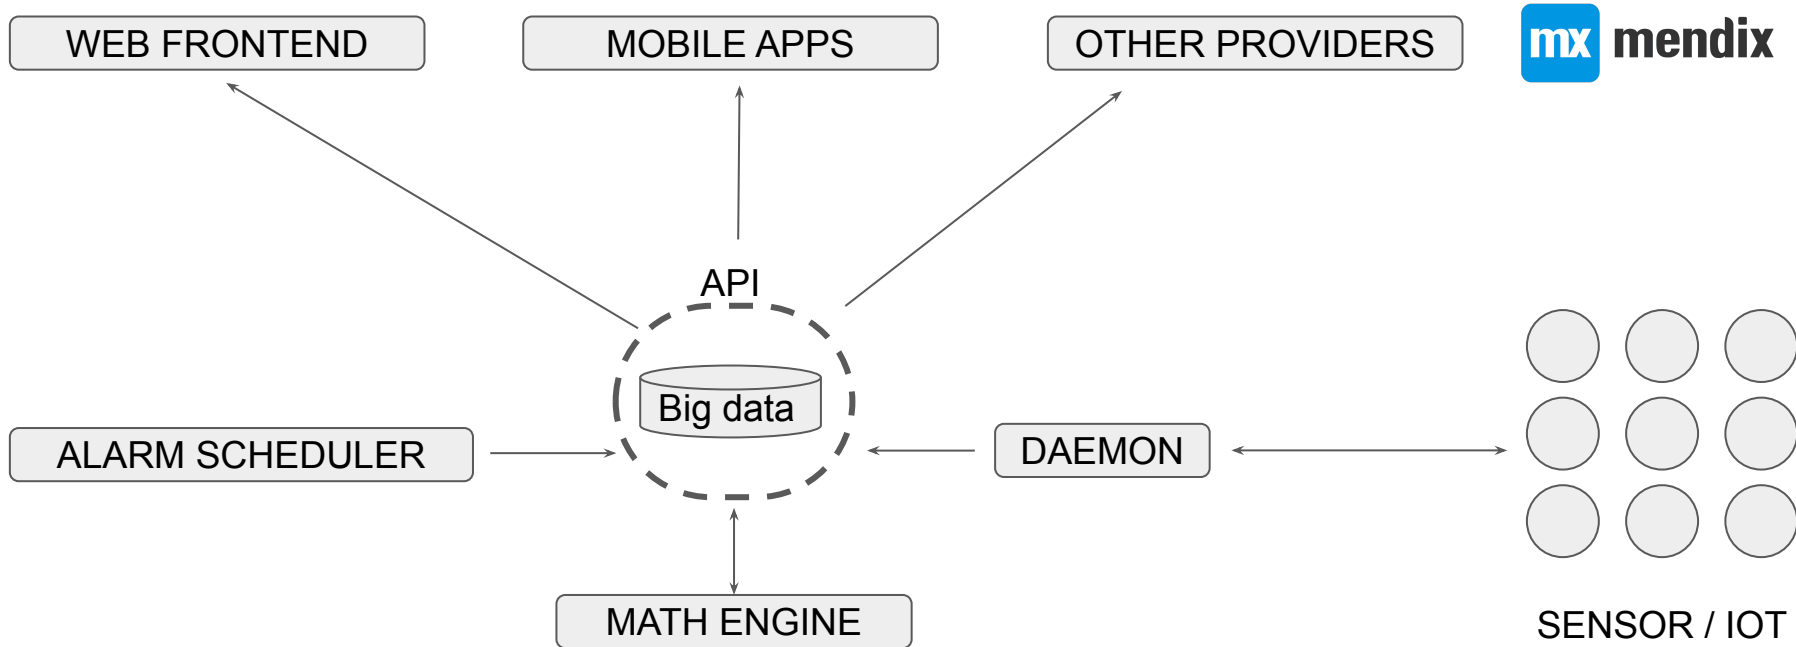 WEB FRONTEND
MOBILE APPS
OTHER PROVIDERS
mx mendix
API
Big data
ALARM SCHEDULER
DAEMON
MATH ENGINE
SENSOR / IOT